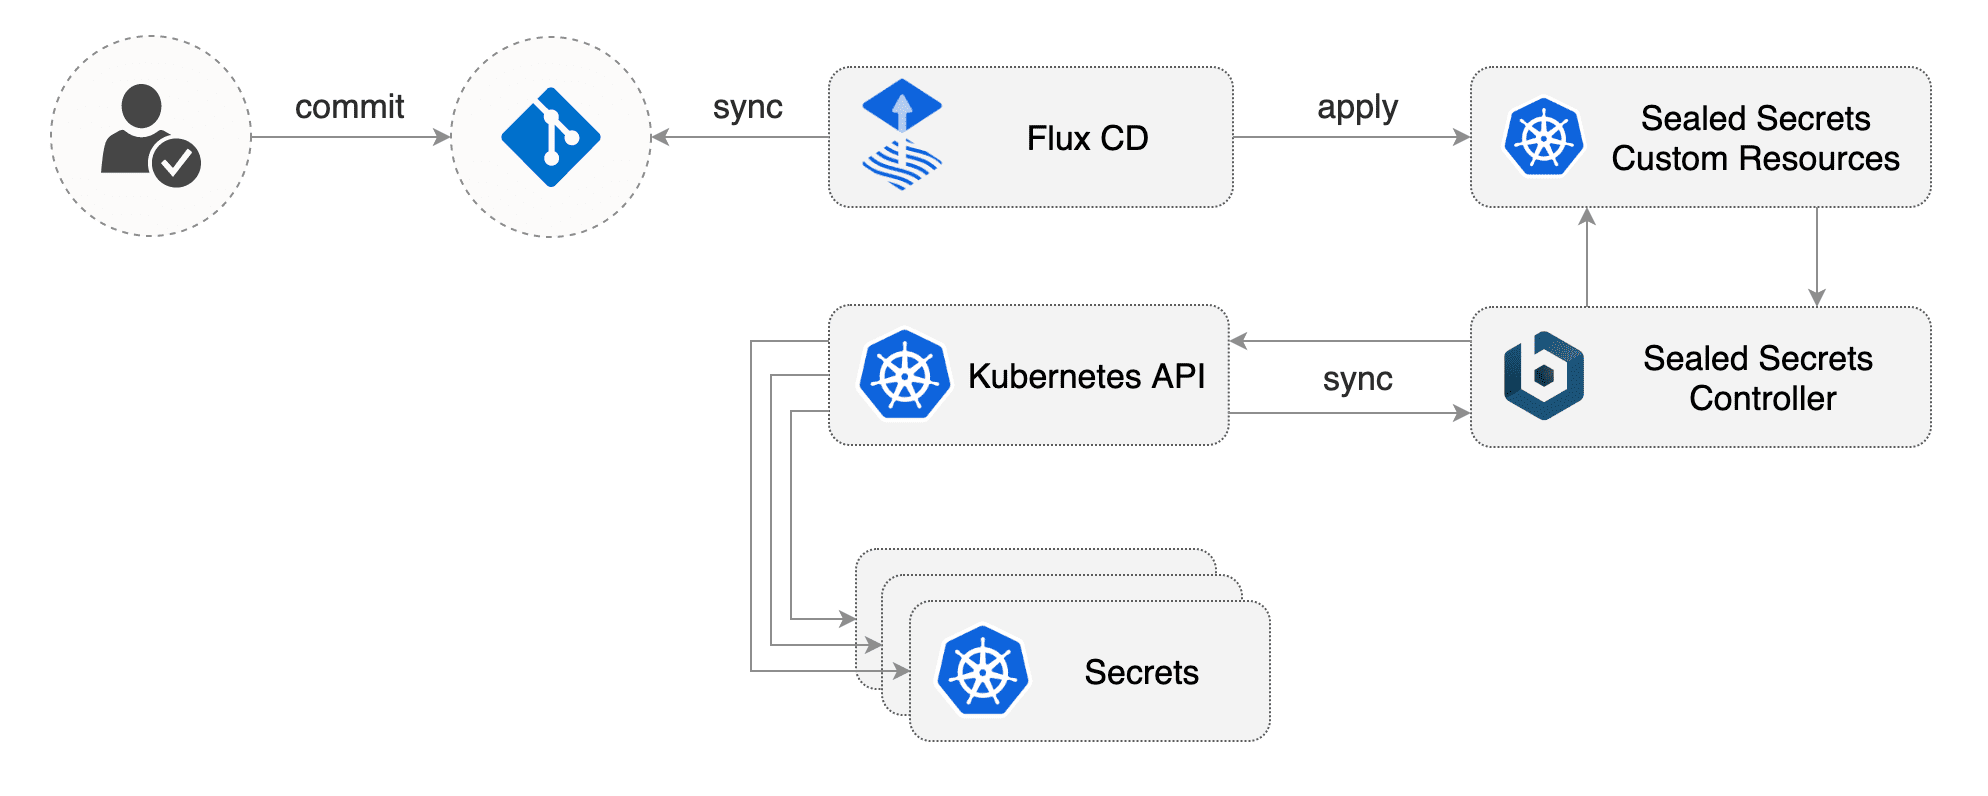 commit
sync
Flux CD
apply
Sealed Secrets
Custom Resources
Kubernetes API
sync
Sealed Secrets
Controller
Secrets